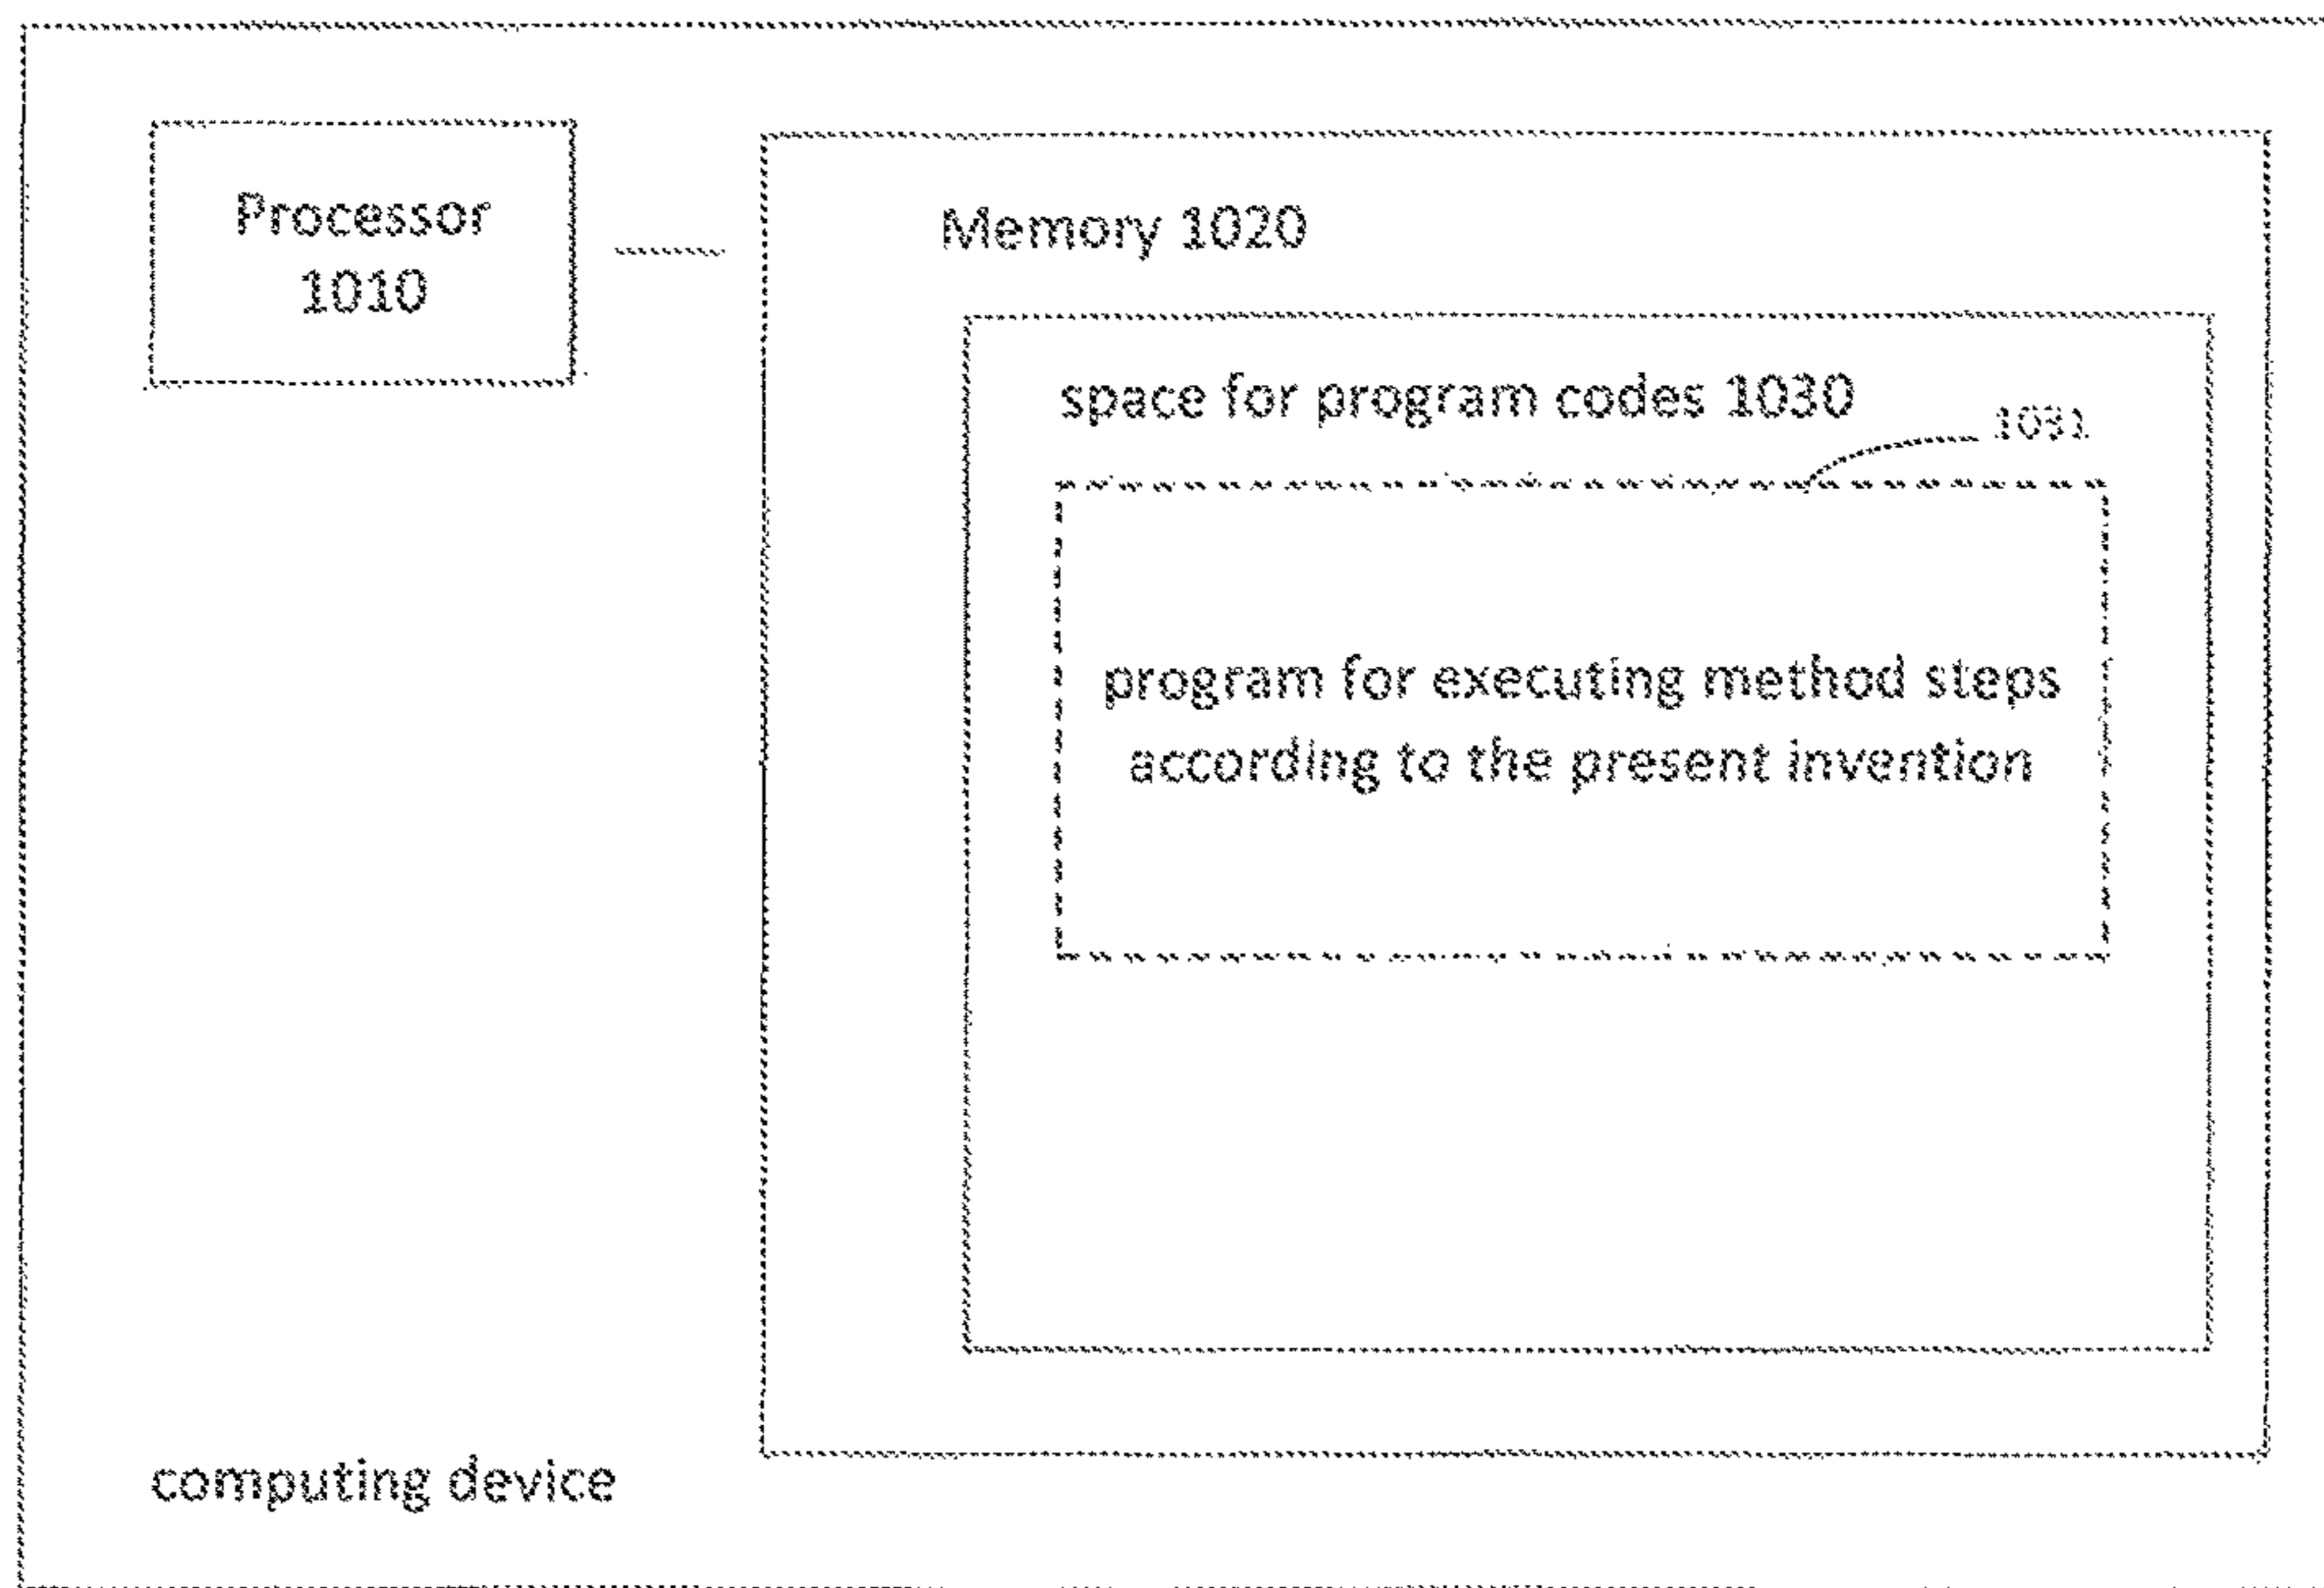 Processor
1010
Memory 1020
space for program codes 1030
1031
program for executing method steps
according to the present invention
computing device